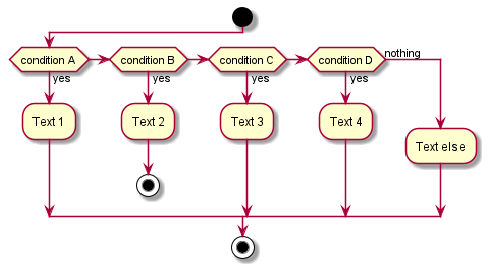 condition A
condition B
condition C
condition D
nothing
yes
yes
yes
yes
Text 1
Text 2
Text 3
Text 4
Text else